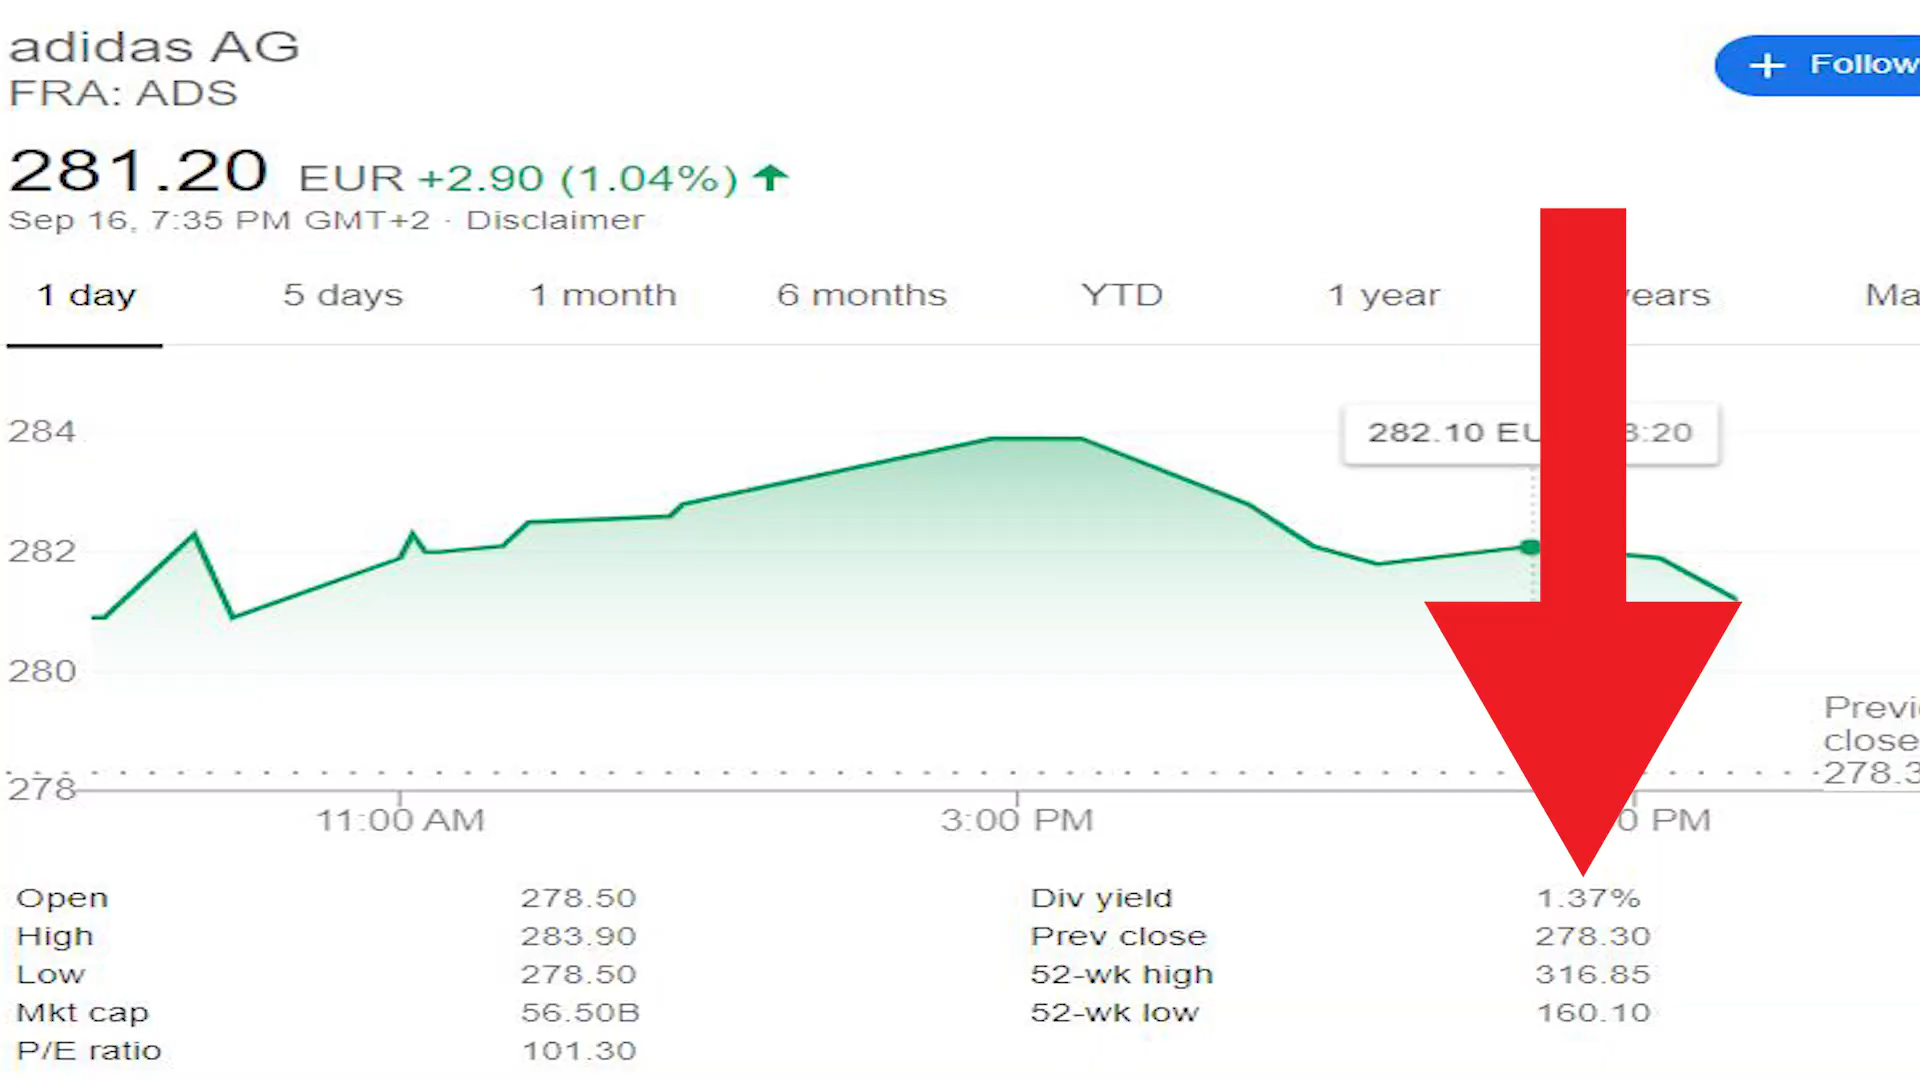 adidas AG
FRA: ADS
+ Follow
281.20 EUR +2.90 (1.04%)
Sep 16, 7:35 PM GMT+2 · Disclaimer
1 day 5 days 1 month 6 months YTD 1 year
284
282.10
282
280
278
278.3
11:00 AM 3:00 PM PM
Open 278.50 Div yield 1.37%
High 283.90 Prev close 278.30
Low 278.50 52-wk high 316.85
Mkt cap 56.50B 52-wk low 160.10
P/E ratio 101.30